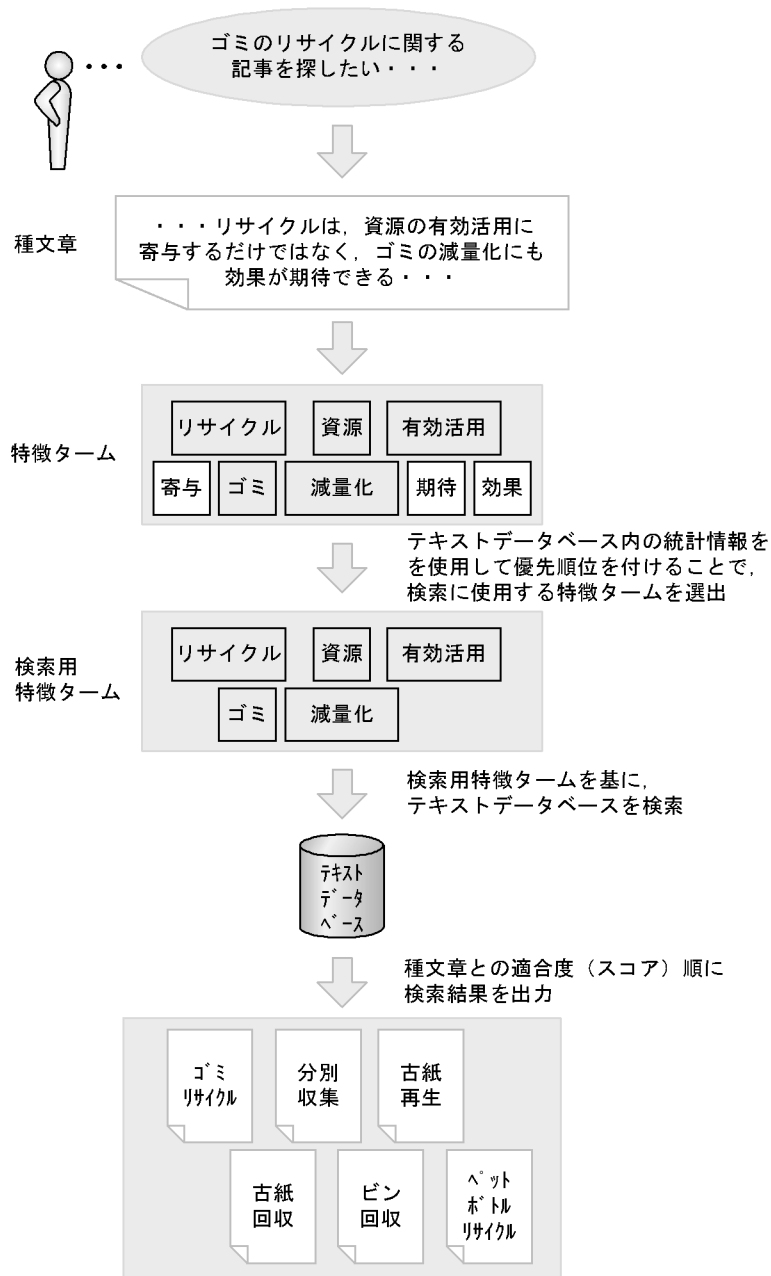 ゴミのリサイクルに関する
記事を探したい・・・
・・・
種文章
・・・リサイクルは，資源の有効活用に
寄与するだけではなく，ゴミの減量化にも
効果が期待できる・・・
特徴ターム
リサイクル 資源 有効活用
寄与 ゴミ 減量化 期待 効果
テキストデータベース内の統計情報を
を使用して優先順位を付けることで，
検索に使用する特徴タームを選出
検索用
特徴ターム
リサイクル 資源 有効活用
ゴミ 減量化
検索用特徴タームを基に，
テキストデータベースを検索
ﾃｷｽﾄ
ﾃﾞｰﾀ
ﾍﾞｰｽ
種文章との適合度（スコア）順に
検索結果を出力
ｺﾞﾐ
ﾘｻｲｸﾙ
分別
収集
古紙
再生
古紙
回収
ビン
回収
ﾍﾟｯﾄ
ﾎﾞﾄﾙ
ﾘｻｲｸﾙ